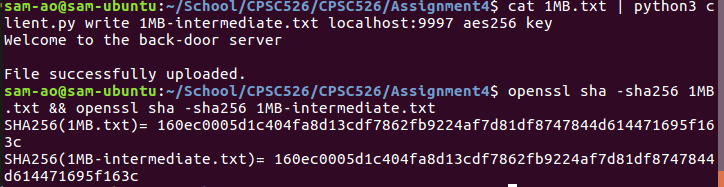 sam-ao@sam-ubuntu:~/School/CPSC526/CPSC526/Assignment4$ cat 1MB.txt | python3 c
lient.py write 1MB-intermediate.txt localhost:9997 aes256 key
Welcome to the back-door server
File successfully uploaded.
sam-ao@sam-ubuntu:~/School/CPSC526/CPSC526/Assignment4$ openssl sha -sha256 1MB
.txt && openssl sha -sha256 1MB-intermediate.txt
SHA256(1MB.txt)= 160ec0005d1c404fa8d13cdf7862fb9224af7d81df8747844d614471695f16
3c
SHA256(1MB-intermediate.txt)= 160ec0005d1c404fa8d13cdf7862fb9224af7d81df8747844
d614471695f163c